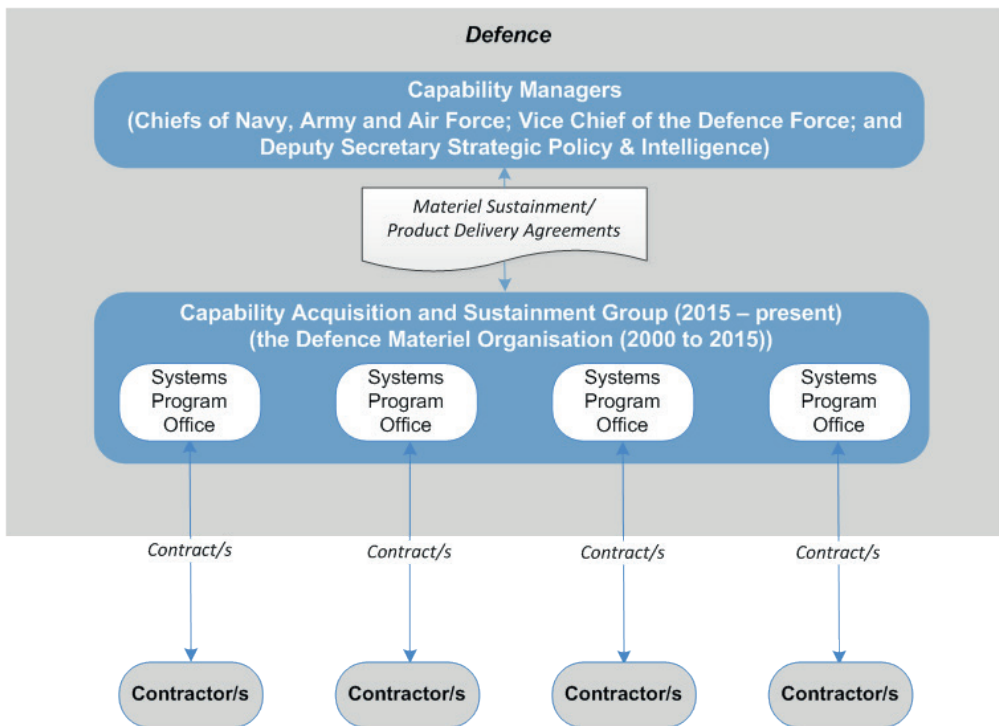 Defence
Capability Managers
(Chiefs of Navy, Army and Air Force; Vice Chief of the Defence Force; and
Deputy Secretary Strategic Policy & Intelligence)
Materiel Sustainment/
Product Delivery Agreements
Capability Acquisition and Sustainment Group (2015 – present)
(the Defence Materiel Organisation (2000 to 2015))
Systems
Program
Office
Systems
Program
Office
Systems
Program
Office
Systems
Program
Office
Contract/s
Contract/s
Contract/s
Contract/s
Contractor/s
Contractor/s
Contractor/s
Contractor/s